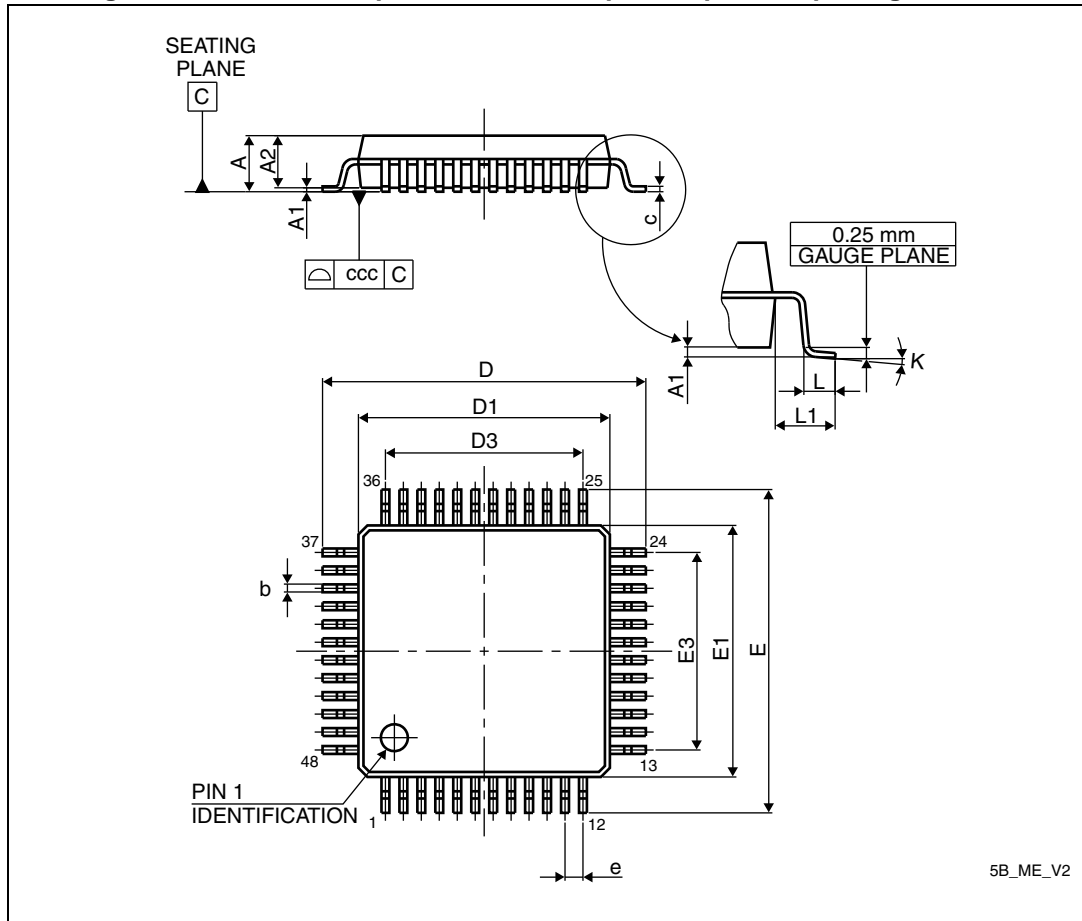 SEATING
PLANE
C
A
A2
A1
c
ccc C
0.25 mm
GAUGE PLANE
A1
K
L
L1
D
D1
D3
36
25
37
24
b
E3
E1
E
48
13
PIN 1
IDENTIFICATION
1
12
e
5B_ME_V2